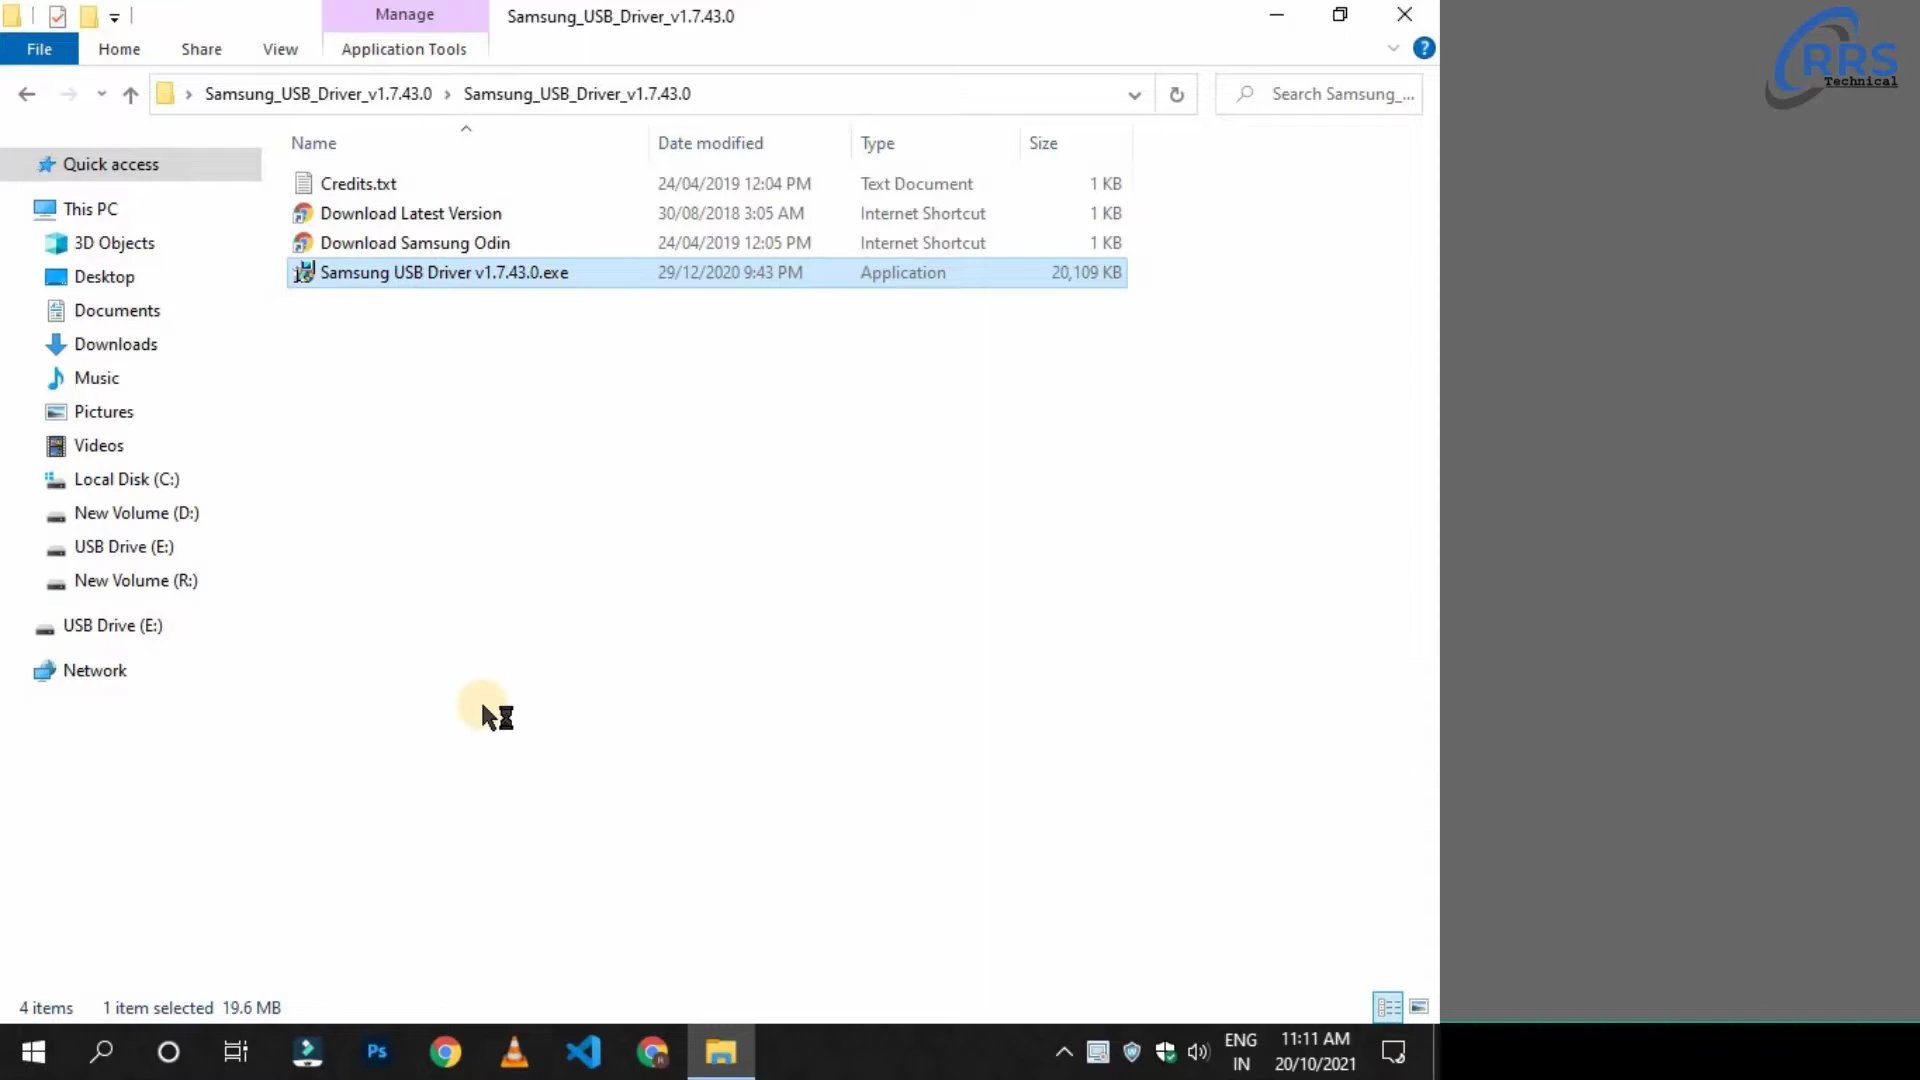 Manage
Samsung_USB_Driver_v1.7.43.0
File Home Share View Application Tools
Samsung_USB_Driver_v1.7.43.0 Samsung_USB_Driver_v1.7.43.0
Search Samsung_...
Name Date modified Type Size
Credits.txt 24/04/2019 12:04 PM Text Document 1 KB
Download Latest Version 30/08/2018 3:05 AM Internet Shortcut 1 KB
Download Samsung Odin 24/04/2019 12:05 PM Internet Shortcut 1 KB
Samsung USB Driver v1.7.43.0.exe 29/12/2020 9:43 PM Application 20,109 KB
Quick access
This PC
3D Objects
Desktop
Documents
Downloads
Music
Pictures
Videos
Local Disk (C:)
New Volume (D:)
USB Drive (E:)
New Volume (R:)
USB Drive (E:)
Network
4 items 1 item selected 19.6 MB
Ps
ENG
IN
11:11 AM
20/10/2021
RRS
Technical